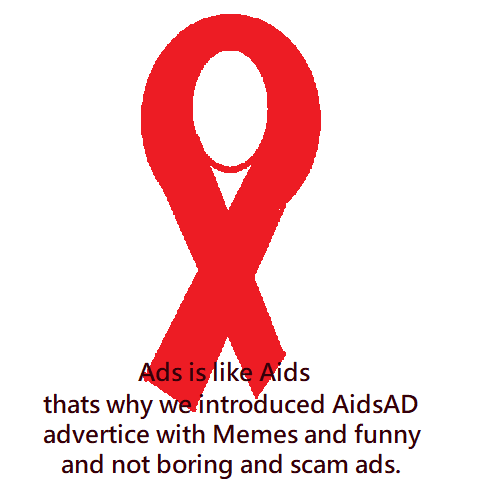 Ads is like Aids
thats why we introduced AidsAD
advertice with Memes and funny
and not boring and scam ads.